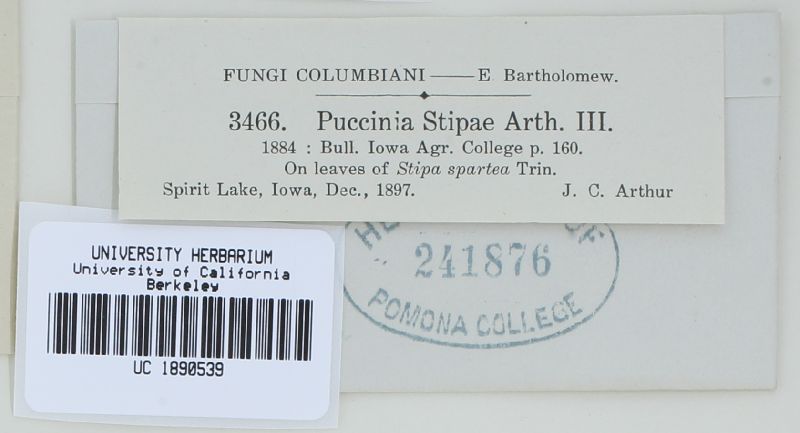 FUNGI COLUMBIANI — E Bartholomew.
3466. Puccinia Stipae Arth. III.
1884 : Bull. Iowa Agr. College p. 160.
On leaves of Stipa spartea Trin.
Spirit Lake, Iowa, Dec., 1897. J. C. Arthur
241876
POMONA COLLEGE
UNIVERSITY HERBARIUM
University of California
Berkeley
UC 1890539